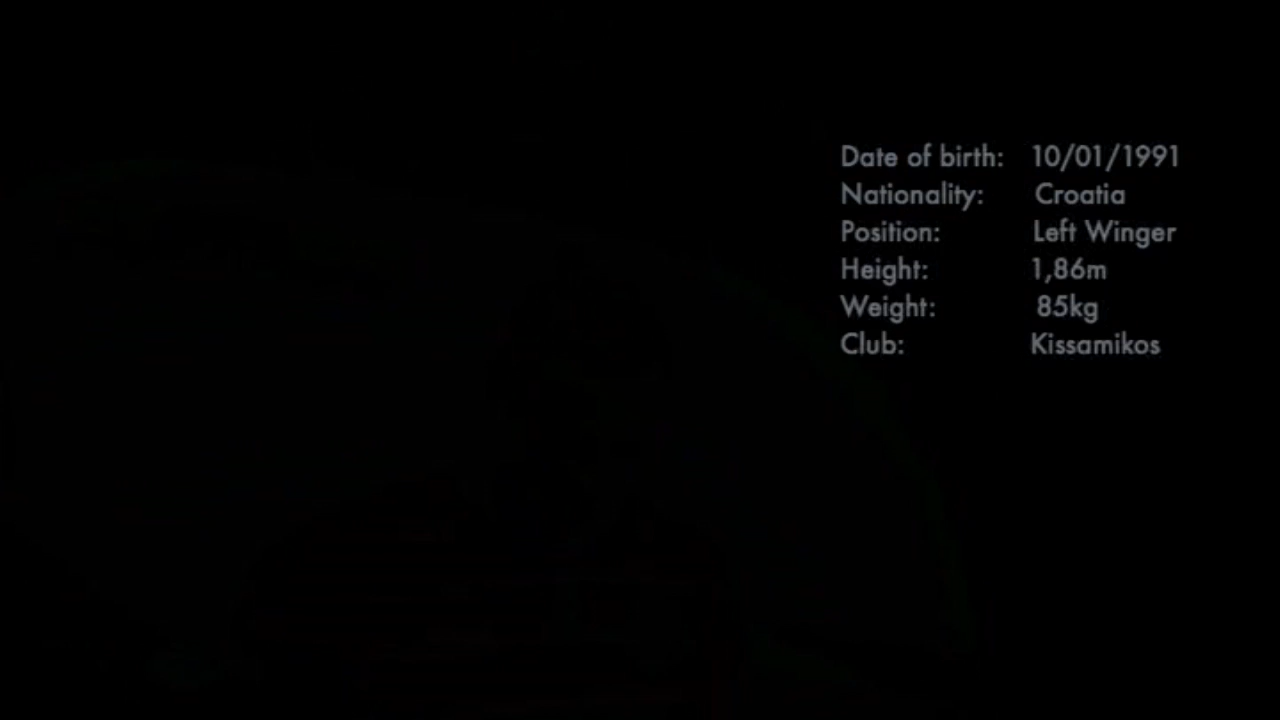 Date of birth: 10/01/1991
Nationality: Croatia
Position: Left Winger
Height: 1,86m
Weight: 85kg
Club: Kissamikos